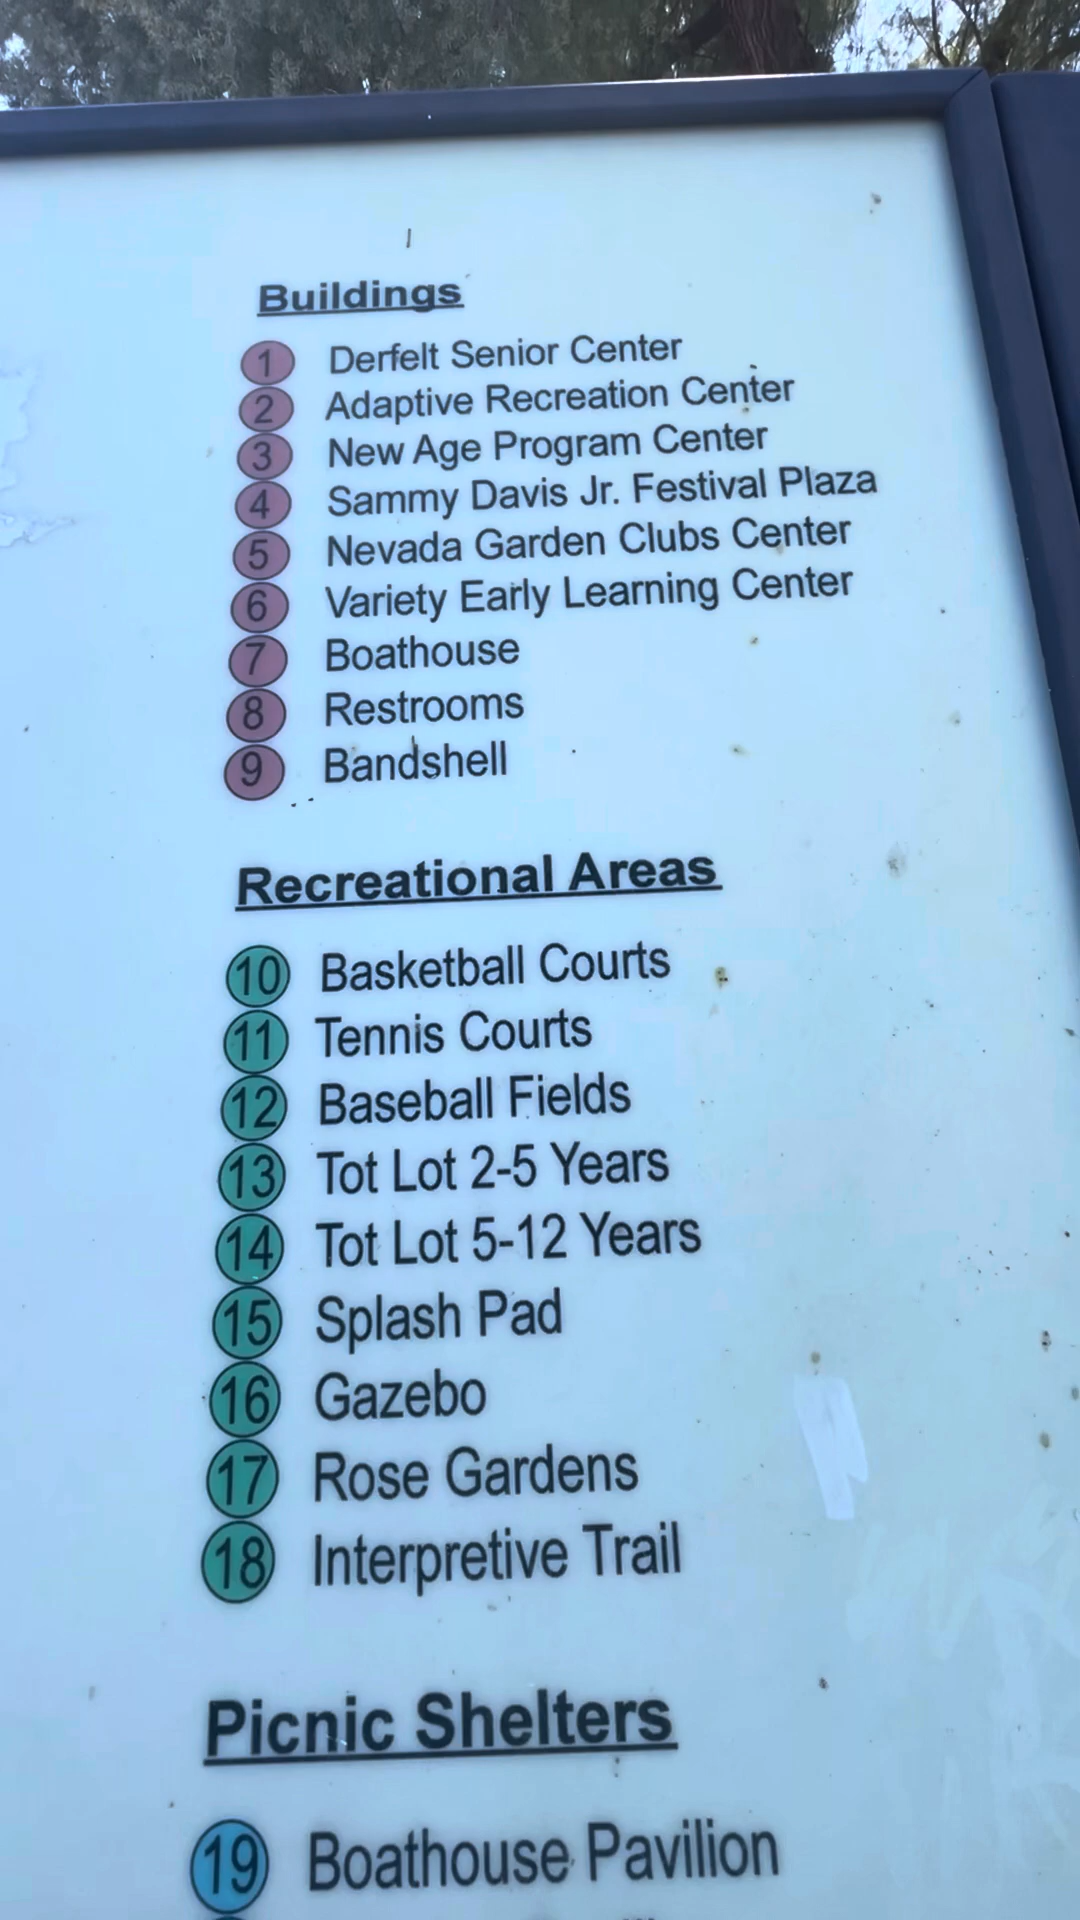 Buildings
1 Derfelt Senior Center
2 Adaptive Recreation Center
3 New Age Program Center
4 Sammy Davis Jr. Festival Plaza
5 Nevada Garden Clubs Center
6 Variety Early Learning Center
7 Boathouse
8 Restrooms
9 Bandshell
Recreational Areas
10 Basketball Courts
11 Tennis Courts
12 Baseball Fields
13 Tot Lot 2-5 Years
14 Tot Lot 5-12 Years
15 Splash Pad
16 Gazebo
17 Rose Gardens
18 Interpretive Trail
Picnic Shelters
19 Boathouse Pavilion